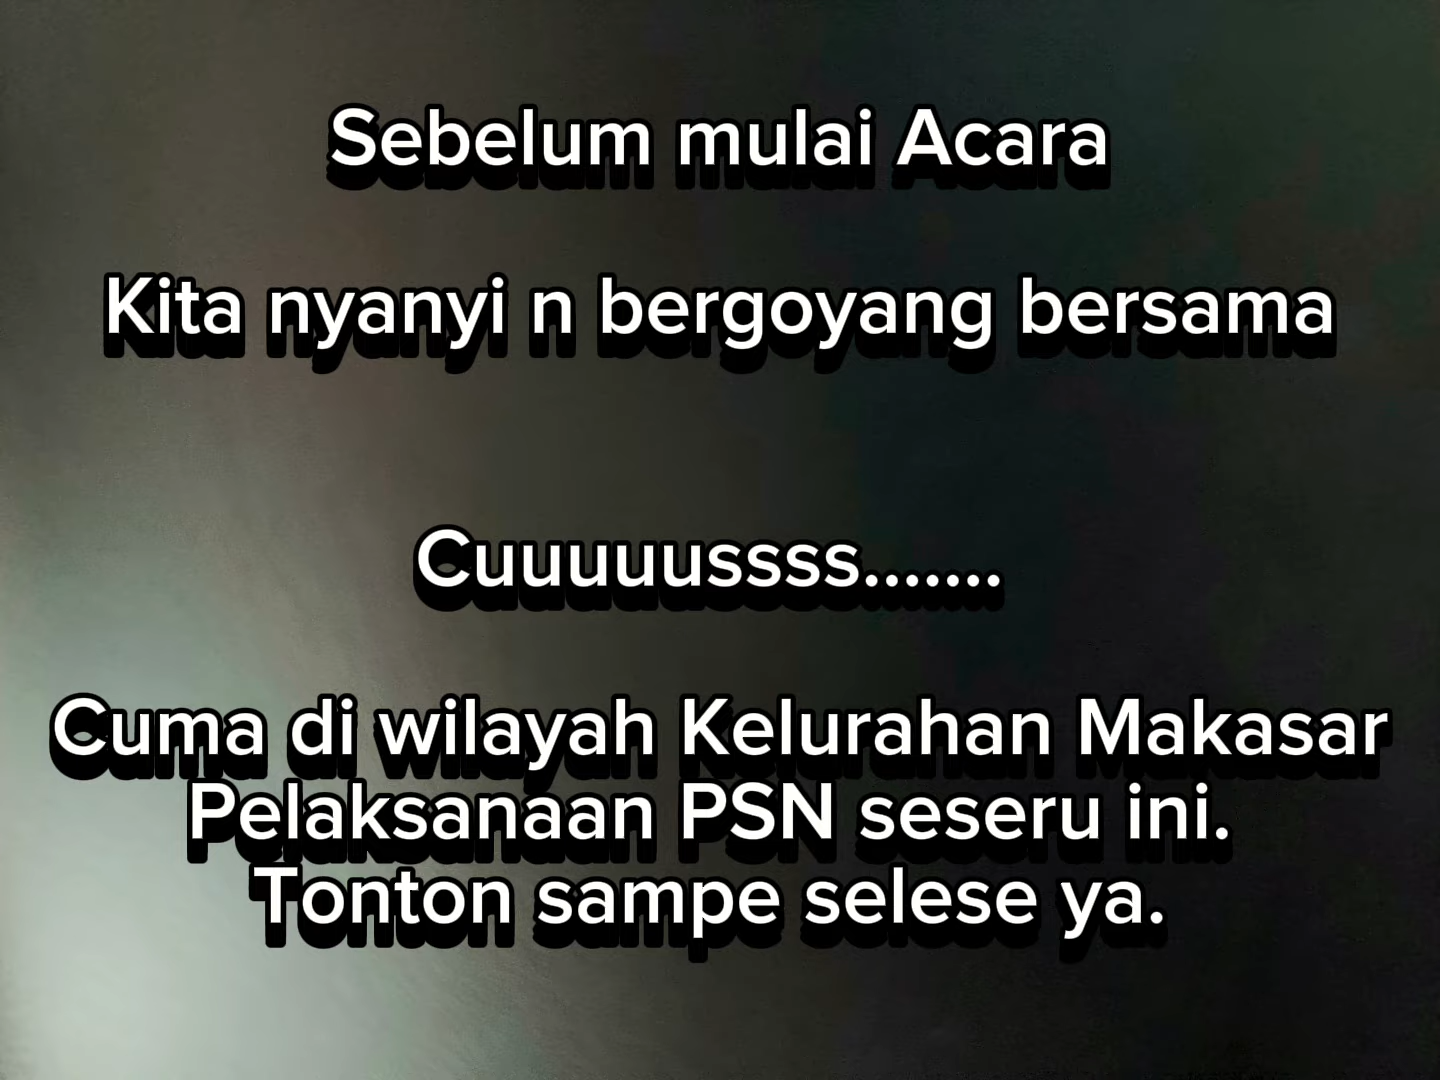 Sebelum mulai Acara
Kita nyanyi n bergoyang bersama
Cuuuuussss.......
Cuma di wilayah Kelurahan Makasar
Pelaksanaan PSN seseru ini.
Tonton sampe selese ya.